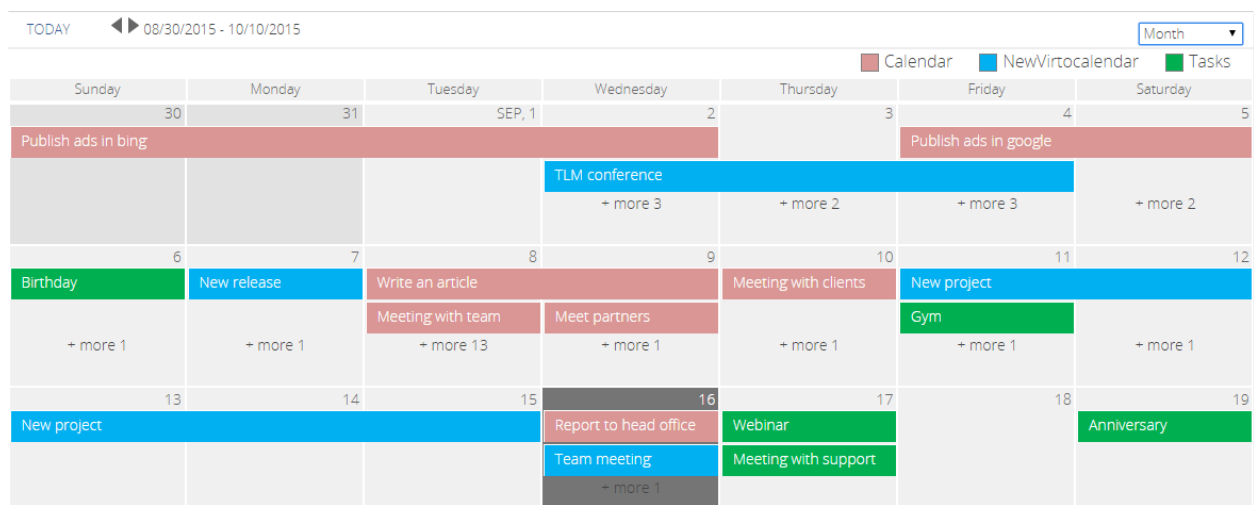 TODAY 08/30/2015 - 10/10/2015 Month
Calendar NewVirtocalendar Tasks
Sunday Monday Tuesday Wednesday Thursday Friday Saturday
30 31 SEP, 1 2 3 4 5
Publish ads in bing Publish ads in google
TLM conference
+ more 3 + more 2 + more 3 + more 2
6 7 8 9 10 11 12
Birthday New release Write an article Meeting with clients New project
Meeting with team Meet partners Gym
+ more 1 + more 1 + more 13 + more 1 + more 1 + more 1 + more 1
13 14 15 16 17 18 19
New project Report to head office Webinar Anniversary
Team meeting Meeting with support
+ more 1